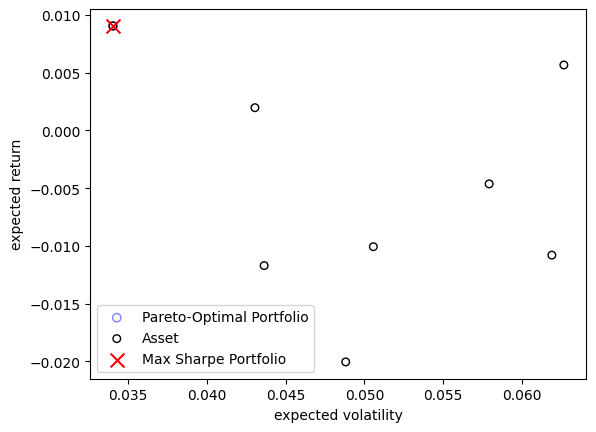 0.010
0.005
0.000
−0.005
−0.010
−0.015
−0.020
expected return
Pareto-Optimal Portfolio
Asset
Max Sharpe Portfolio
0.035 0.040 0.045 0.050 0.055 0.060
expected volatility